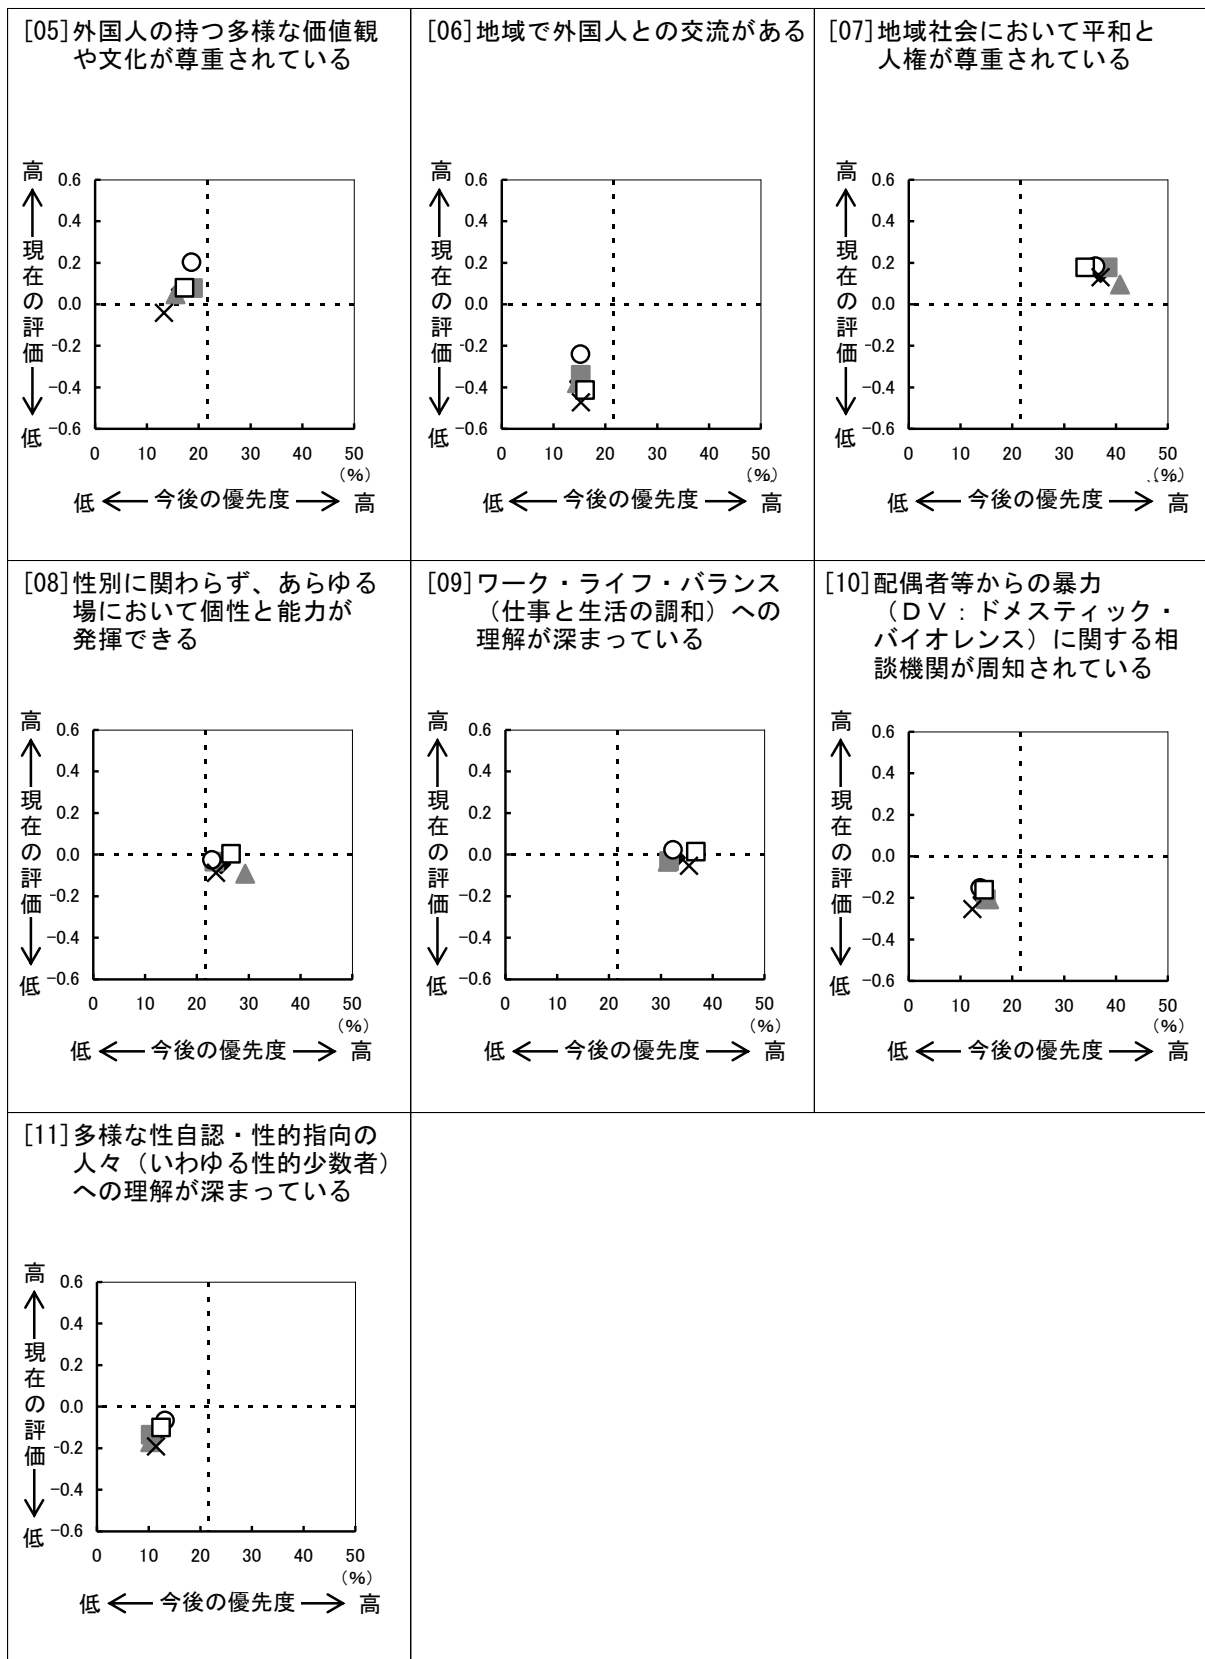 [05]外国人の持つ多様な価値観
や文化が尊重されている
高
現在の評価
低
0.6
0.4
0.2
0.0
-0.2
-0.4
-0.6
0 10 20 30 40 50
(%)
低 今後の優先度 高
[06]地域で外国人との交流がある
高
現在の評価
低
0.6
0.4
0.2
0.0
-0.2
-0.4
-0.6
0 10 20 30 40 50
(%)
低 今後の優先度 高
[07]地域社会において平和と
人権が尊重されている
高
現在の評価
低
0.6
0.4
0.2
0.0
-0.2
-0.4
-0.6
0 10 20 30 40 50
(%)
低 今後の優先度 高
[08]性別に関わらず、あらゆる
場において個性と能力が
発揮できる
高
現在の評価
低
0.6
0.4
0.2
0.0
-0.2
-0.4
-0.6
0 10 20 30 40 50
(%)
低 今後の優先度 高
[09]ワーク・ライフ・バランス
(仕事と生活の調和)への
理解が深まっている
高
現在の評価
低
0.6
0.4
0.2
0.0
-0.2
-0.4
-0.6
0 10 20 30 40 50
(%)
低 今後の優先度 高
[10]配偶者等からの暴力
(DV:ドメスティック・
バイオレンス)に関する相
談機関が周知されている
高
現在の評価
低
0.6
0.4
0.2
0.0
-0.2
-0.4
-0.6
0 10 20 30 40 50
(%)
低 今後の優先度 高
[11]多様な性自認・性的指向の
人々(いわゆる性的少数者)
への理解が深まっている
高
現在の評価
低
0.6
0.4
0.2
0.0
-0.2
-0.4
-0.6
0 10 20 30 40 50
(%)
低 今後の優先度 高